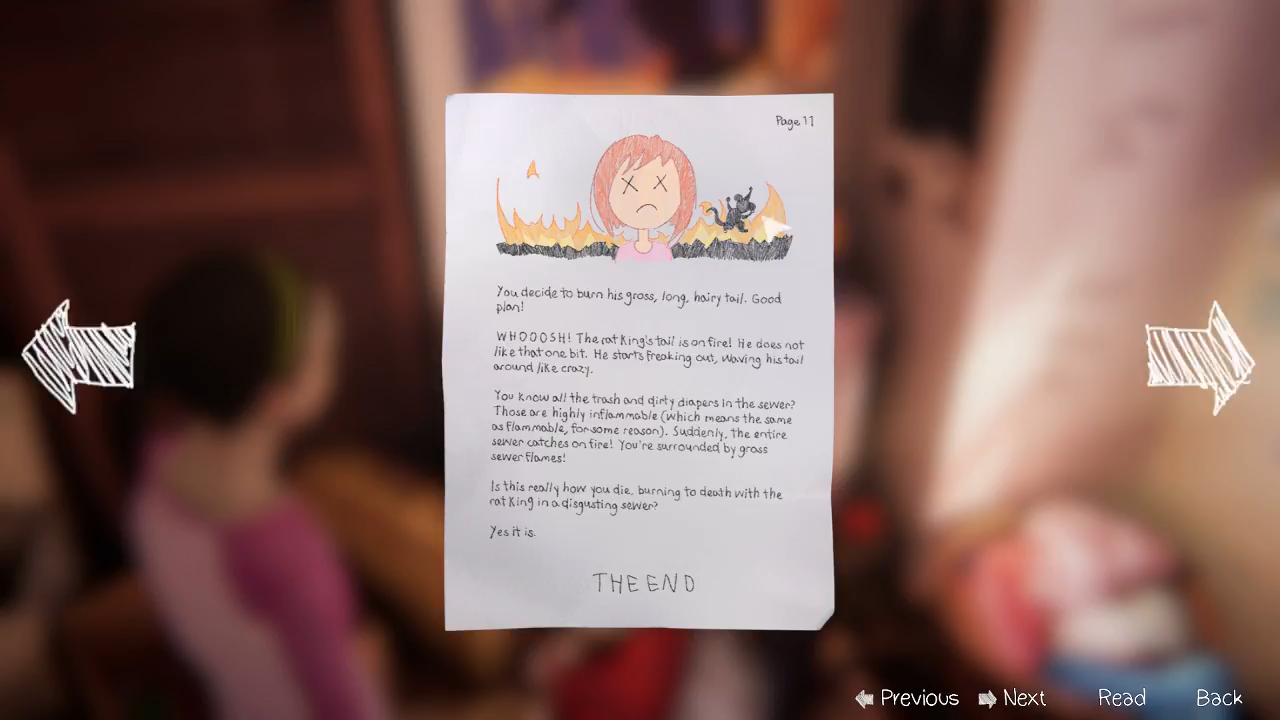 Page 11
You decide to burn his gross, long, hairy tail. Good
plan!
WHOOOSH! The rat king's tail is on fire! He does not
like that one bit. He starts freaking out, waving his tail
around like crazy.
You know all the trash and dirty diapers in the sewer?
Those are highly inflammable (which means the same
as flammable, for some reason). Suddenly, the entire
sewer catches on fire! You're surrounded by gross
sewer flames!
Is this really how you die, burning to death with the
rat king in a disgusting sewer?
Yes it is.
THE END
Previous Next Read Back